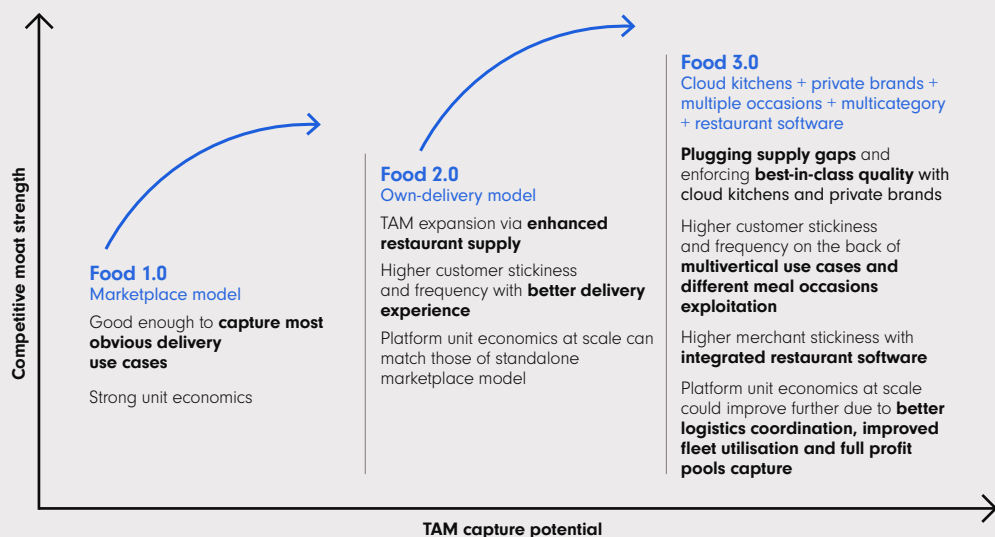 Competitive moat strength
Food 1.0
Marketplace model
Good enough to capture most
obvious delivery
use cases
Strong unit economics
Food 2.0
Own-delivery model
TAM expansion via enhanced
restaurant supply
Higher customer stickiness
and frequency with better delivery
experience
Platform unit economics at scale can
match those of standalone
marketplace model
Food 3.0
Cloud kitchens + private brands +
multiple occasions + multicategory
+ restaurant software
Plugging supply gaps and
enforcing best-in-class quality with
cloud kitchens and private brands
Higher customer stickiness
and frequency on the back of
multivertical use cases and
different meal occasions
exploitation
Higher merchant stickiness with
integrated restaurant software
Platform unit economics at scale
could improve further due to better
logistics coordination, improved
fleet utilisation and full profit
pools capture
TAM capture potential